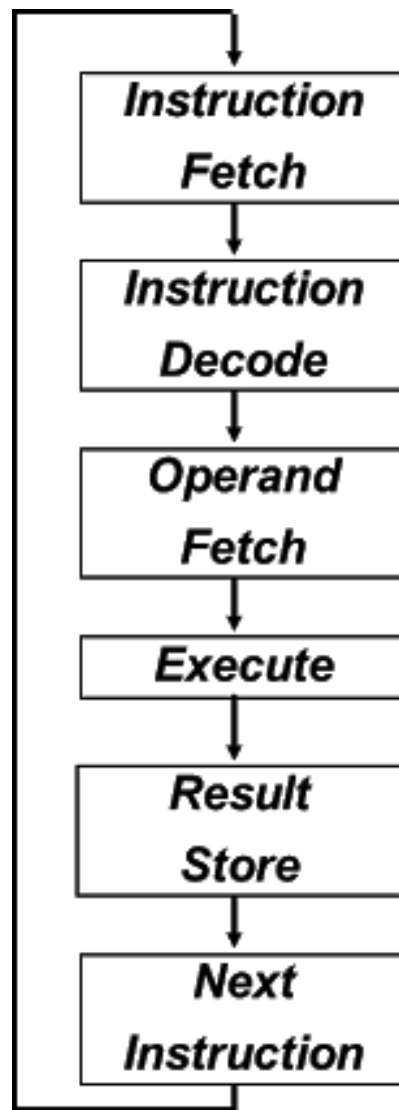 Instruction
Fetch
Instruction
Decode
Operand
Fetch
Execute
Result
Store
Next
Instruction